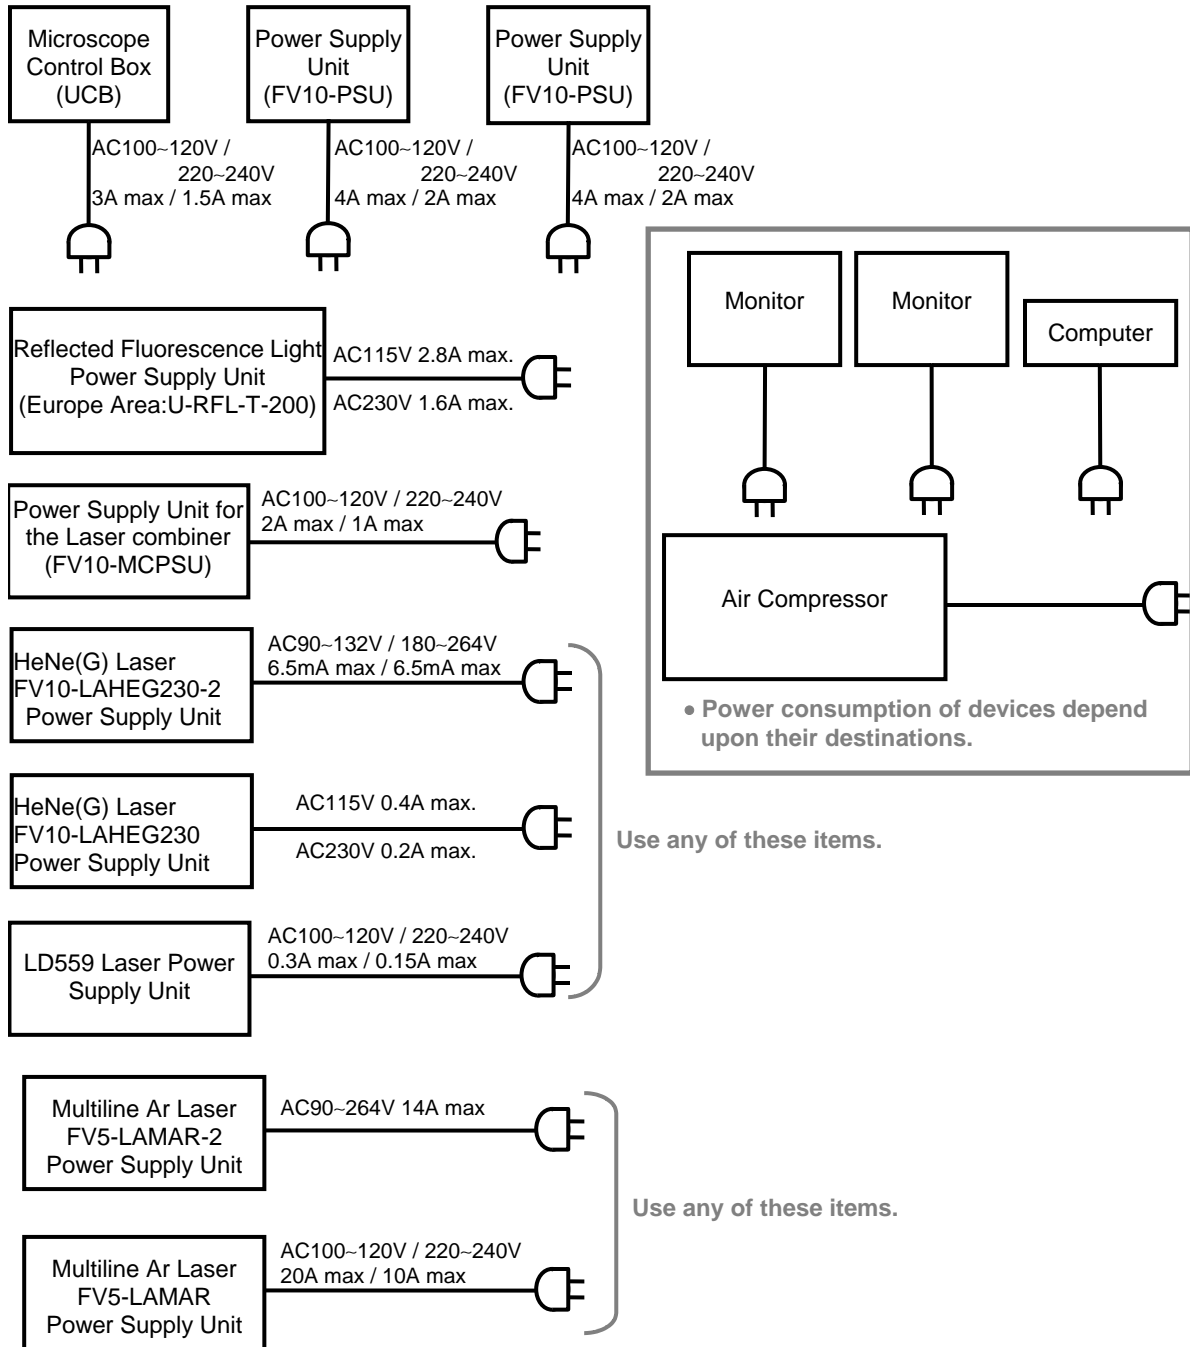 Microscope
Control Box
(UCB)
Power Supply
Unit
(FV10-PSU)
Power Supply
Unit
(FV10-PSU)
AC100~120V /
220~240V
3A max / 1.5A max
AC100~120V /
220~240V
4A max / 2A max
AC100~120V /
220~240V
4A max / 2A max
Reflected Fluorescence Light
Power Supply Unit
(Europe Area:U-RFL-T-200)
AC115V 2.8A max.
AC230V 1.6A max.
Monitor
Monitor
Computer
Power Supply Unit for
the Laser combiner
(FV10-MCPSU)
AC100~120V / 220~240V
2A max / 1A max
Air Compressor
• Power consumption of devices depend
upon their destinations.
HeNe(G) Laser
FV10-LAHEG230-2
Power Supply Unit
AC90~132V / 180~264V
6.5mA max / 6.5mA max
HeNe(G) Laser
FV10-LAHEG230
Power Supply Unit
AC115V 0.4A max.
AC230V 0.2A max.
Use any of these items.
LD559 Laser Power
Supply Unit
AC100~120V / 220~240V
0.3A max / 0.15A max
Multiline Ar Laser
FV5-LAMAR-2
Power Supply Unit
AC90~264V 14A max
Use any of these items.
Multiline Ar Laser
FV5-LAMAR
Power Supply Unit
AC100~120V / 220~240V
20A max / 10A max